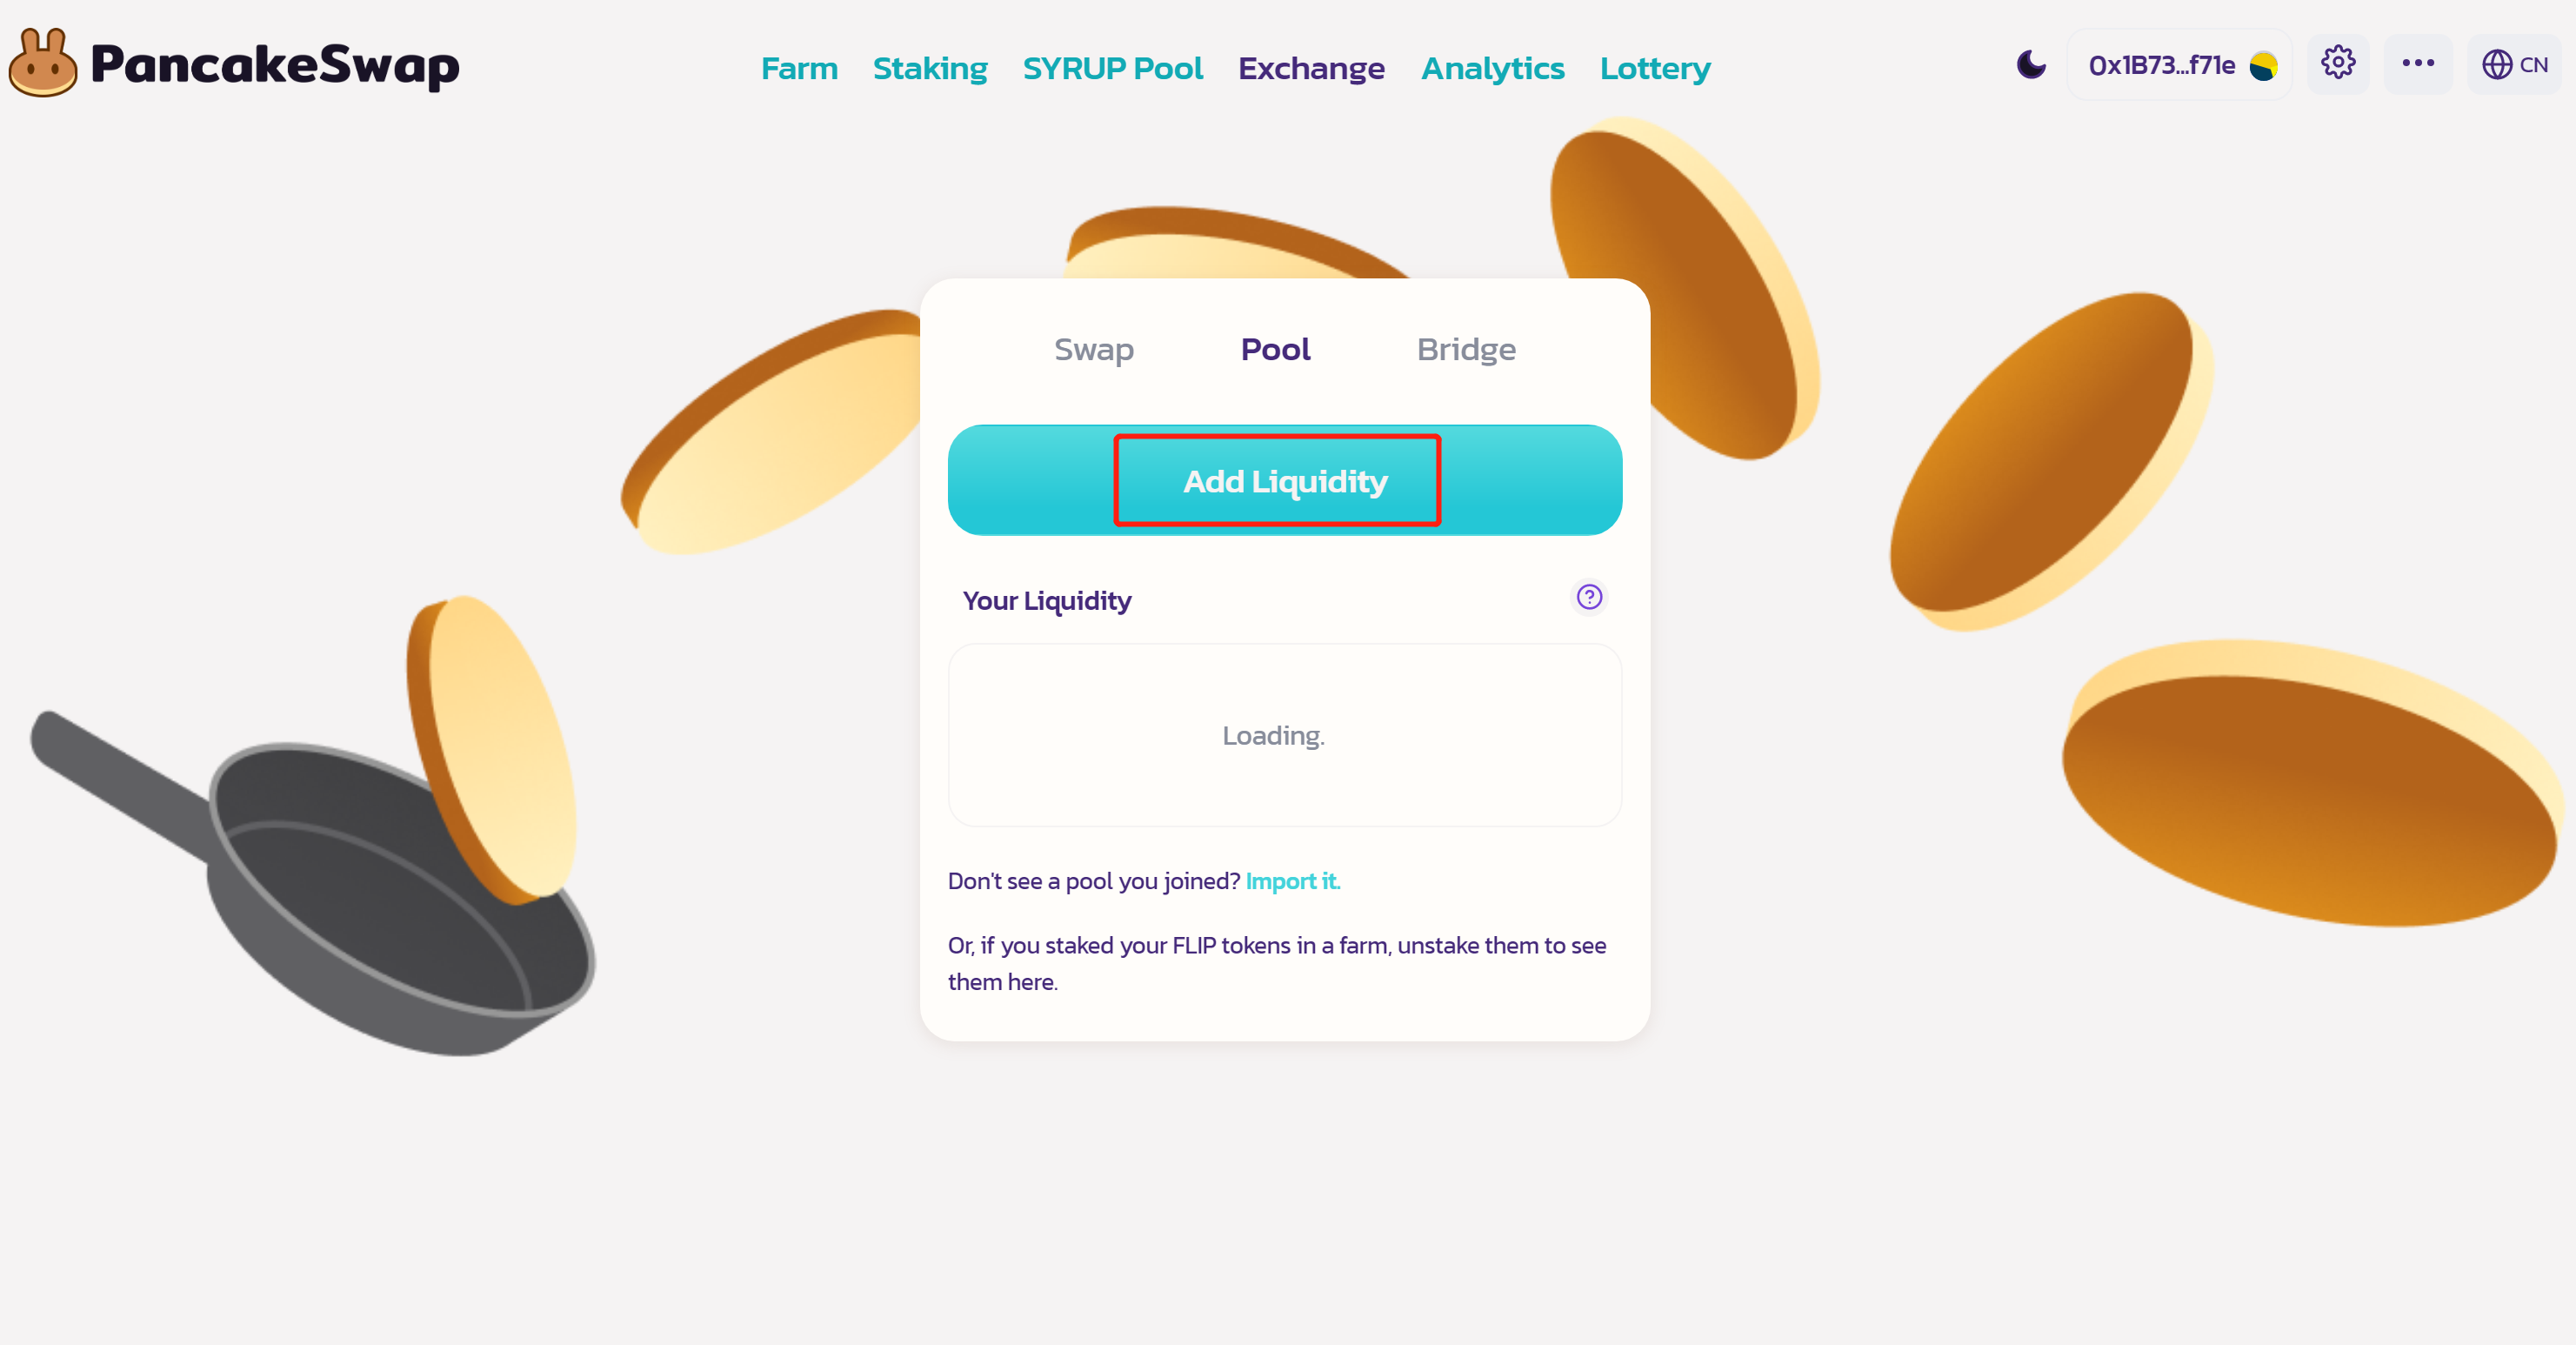 PancakeSwap
Farm Staking SYRUP Pool Exchange Analytics Lottery
0x1B73...f71e
CN
Swap Pool Bridge
Add Liquidity
Your Liquidity
Loading.
Don't see a pool you joined? Import it.
Or, if you staked your FLIP tokens in a farm, unstake them to see
them here.